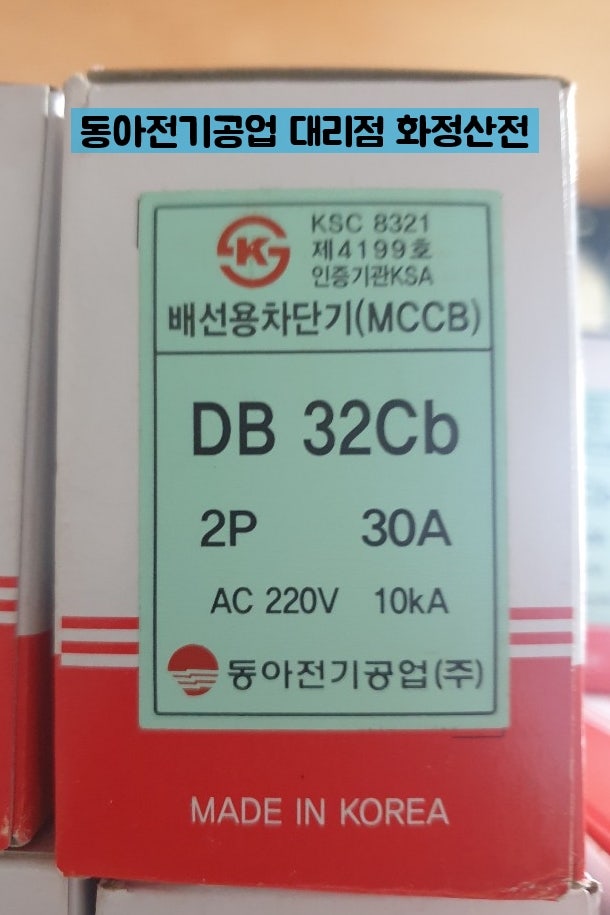 동아전기공업 대리점 화정산전
KSC 8321
제4199호
인증기관KSA
배선용차단기(MCCB)
DB 32Cb
2P 30A
AC 220V 10kA
동아전기공업(주)
MADE IN KOREA